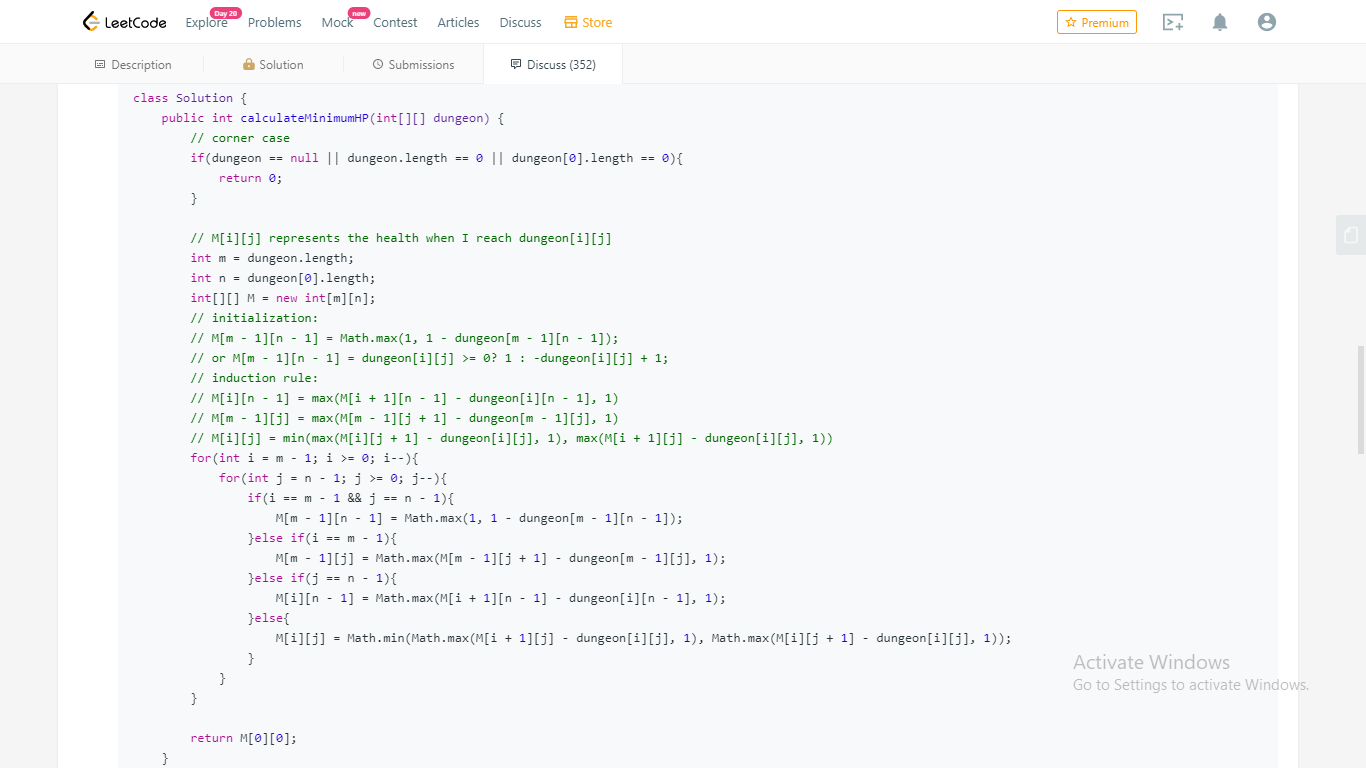 LeetCode Explore Day 20 Problems Mock new Contest Articles Discuss Store Premium
Description Solution Submissions Discuss (352)
class Solution {
    public int calculateMinimumHP(int[][] dungeon) {
        // corner case
        if(dungeon == null || dungeon.length == 0 || dungeon[0].length == 0){
            return 0;
        }
        // M[i][j] represents the health when I reach dungeon[i][j]
        int m = dungeon.length;
        int n = dungeon[0].length;
        int[][] M = new int[m][n];
        // initialization:
        // M[m - 1][n - 1] = Math.max(1, 1 - dungeon[m - 1][n - 1]);
        // or M[m - 1][n - 1] = dungeon[i][j] >= 0? 1 : -dungeon[i][j] + 1;
        // induction rule:
        // M[i][n - 1] = max(M[i + 1][n - 1] - dungeon[i][n - 1], 1)
        // M[m - 1][j] = max(M[m - 1][j + 1] - dungeon[m - 1][j], 1)
        // M[i][j] = min(max(M[i][j + 1] - dungeon[i][j], 1), max(M[i + 1][j] - dungeon[i][j], 1))
        for(int i = m - 1; i >= 0; i--){
            for(int j = n - 1; j >= 0; j--){
                if(i == m - 1 && j == n - 1){
                    M[m - 1][n - 1] = Math.max(1, 1 - dungeon[m - 1][n - 1]);
                }else if(i == m - 1){
                    M[m - 1][j] = Math.max(M[m - 1][j + 1] - dungeon[m - 1][j], 1);
                }else if(j == n - 1){
                    M[i][n - 1] = Math.max(M[i + 1][n - 1] - dungeon[i][n - 1], 1);
                }else{
                    M[i][j] = Math.min(Math.max(M[i + 1][j] - dungeon[i][j], 1), Math.max(M[i][j + 1] - dungeon[i][j], 1));
                }
            }
        }
        return M[0][0];
    }
Activate Windows
Go to Settings to activate Windows.